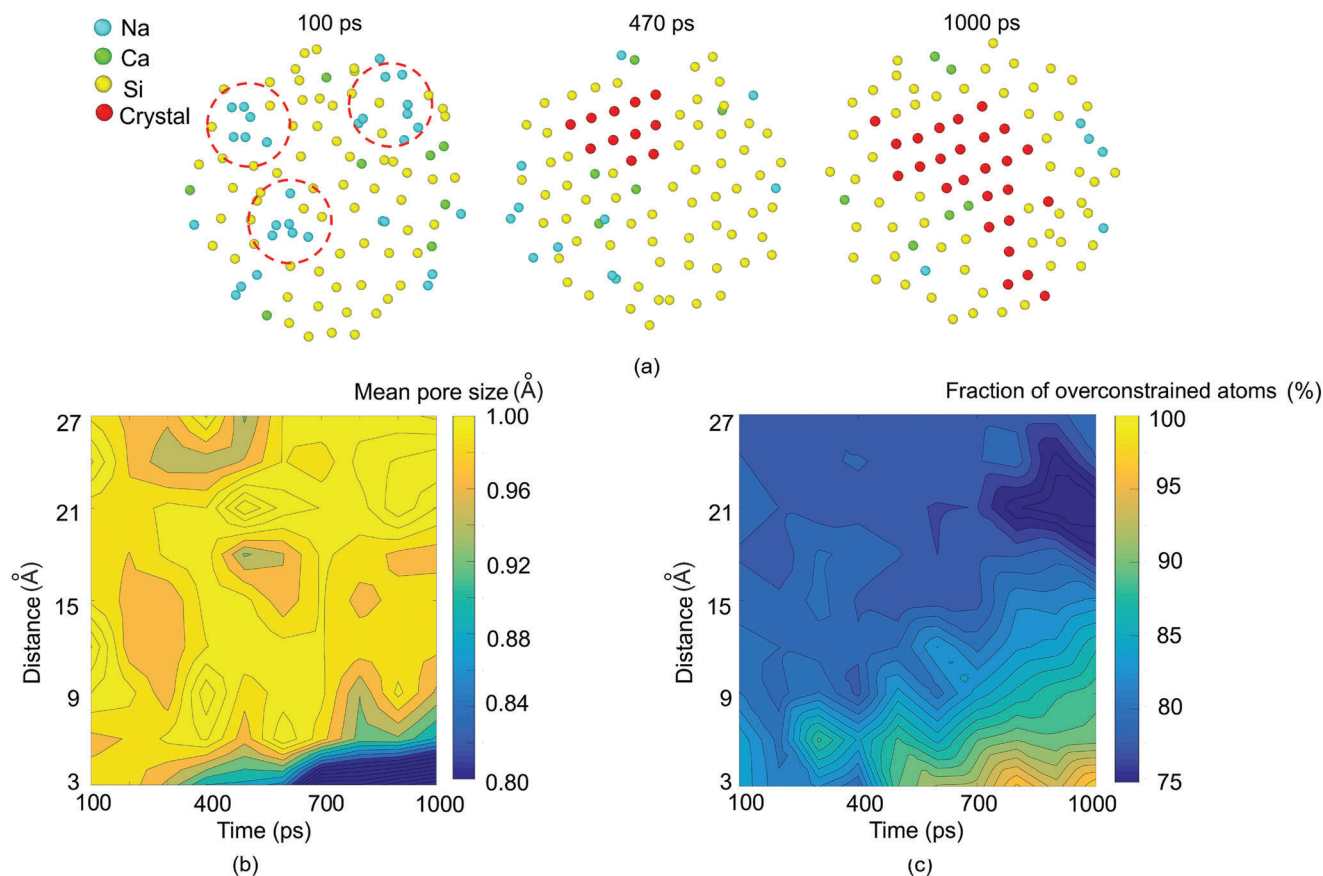 100 ps
470 ps
1000 ps
Na
Ca
Si
Crystal
(a)
Mean pore size (Å)
27
21
15
9
3
Distance (Å)
100
400
700
1000
Time (ps)
1.00
0.96
0.92
0.88
0.84
0.80
(b)
Fraction of overconstrained atoms (%)
27
21
15
9
3
Distance (Å)
100
400
700
1000
Time (ps)
100
95
90
85
80
75
(c)